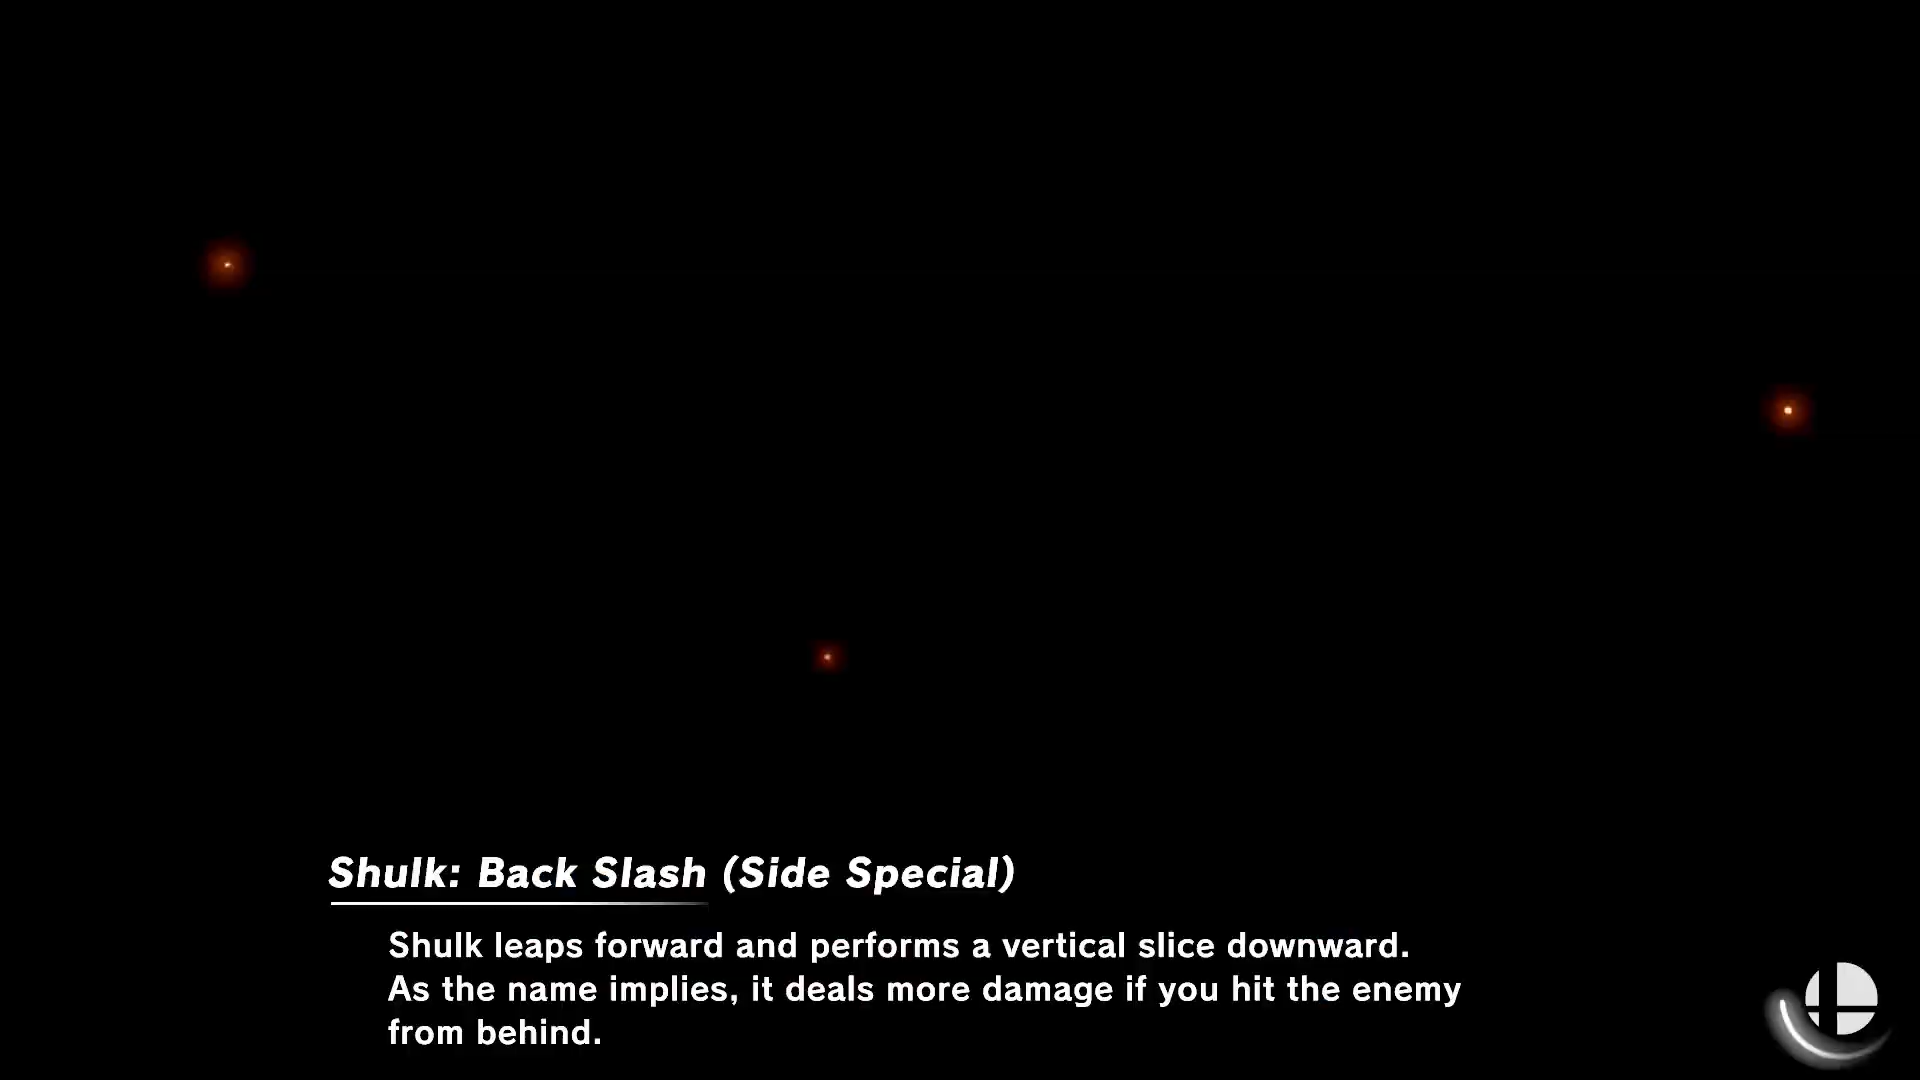 Shulk: Back Slash (Side Special)
Shulk leaps forward and performs a vertical slice downward.
As the name implies, it deals more damage if you hit the enemy
from behind.